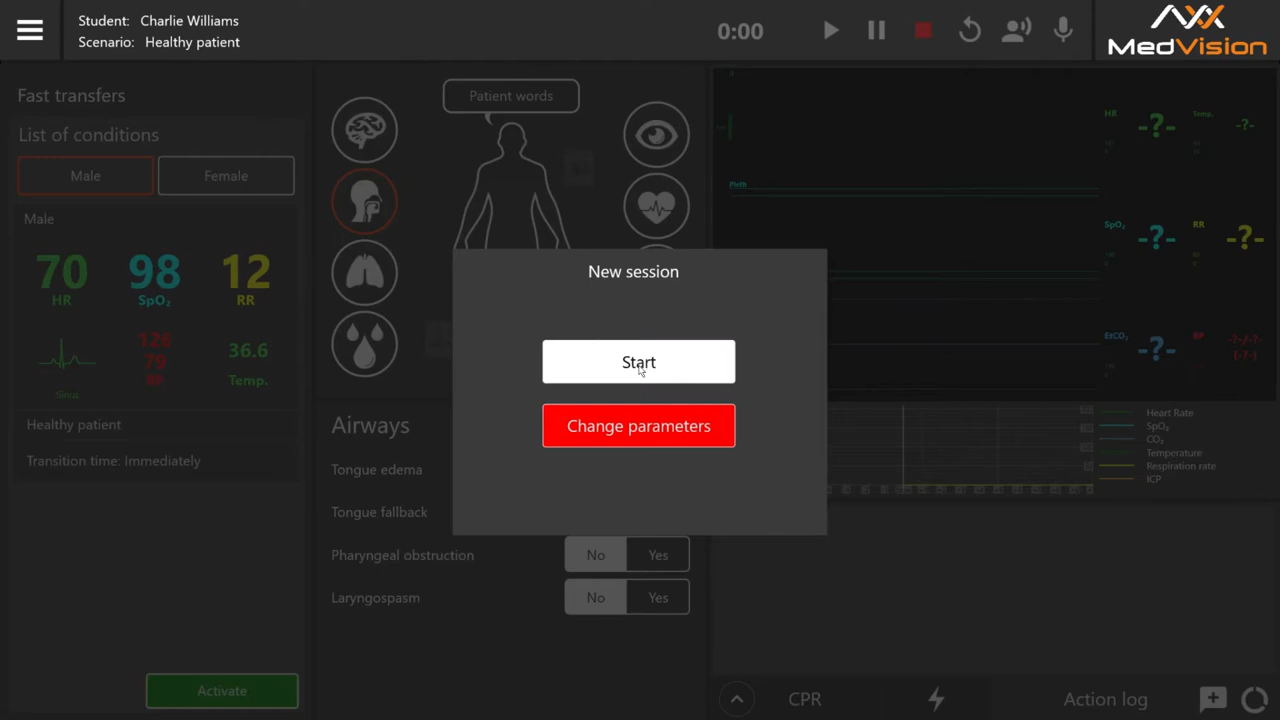 Student: Charlie Williams
Scenario: Healthy patient
0:00
MedVision
Fast transfers
List of conditions
Male
Female
Male
70
HR
98
SpO₂
12
RR
126
79
BP
36.6
Temp.
Sinus
Healthy patient
Transition time: Immediately
Activate
Patient words
New session
Start
Change parameters
Airways
Tongue edema
Tongue fallback
Pharyngeal obstruction
No
Yes
Laryngospasm
No
Yes
HR
-?-
Temp.
-?-
Pleth
SpO₂
-?-
RR
-?-
EtCO₂
-?-
BP
-?-/-?-
(-?-)
Heart Rate
SpO₂
CO₂
Temperature
Respiration rate
ICP
CPR
Action log